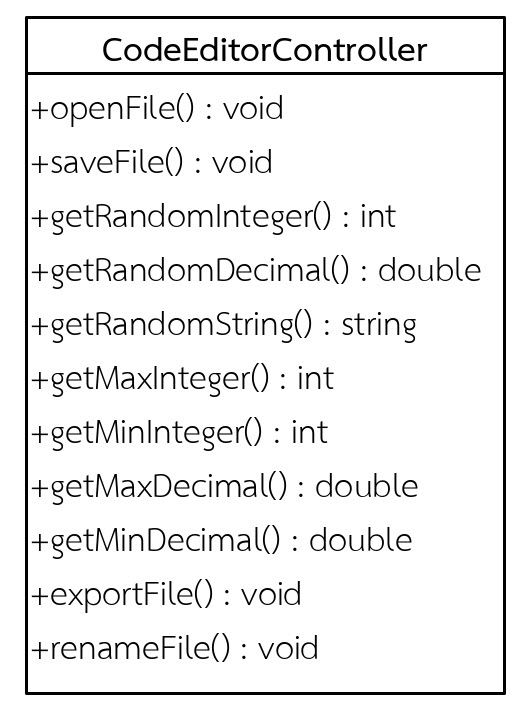 CodeEditorController
+openFile() : void
+saveFile() : void
+getRandomInteger() : int
+getRandomDecimal() : double
+getRandomString() : string
+getMaxInteger() : int
+getMinInteger() : int
+getMaxDecimal() : double
+getMinDecimal() : double
+exportFile() : void
+renameFile() : void